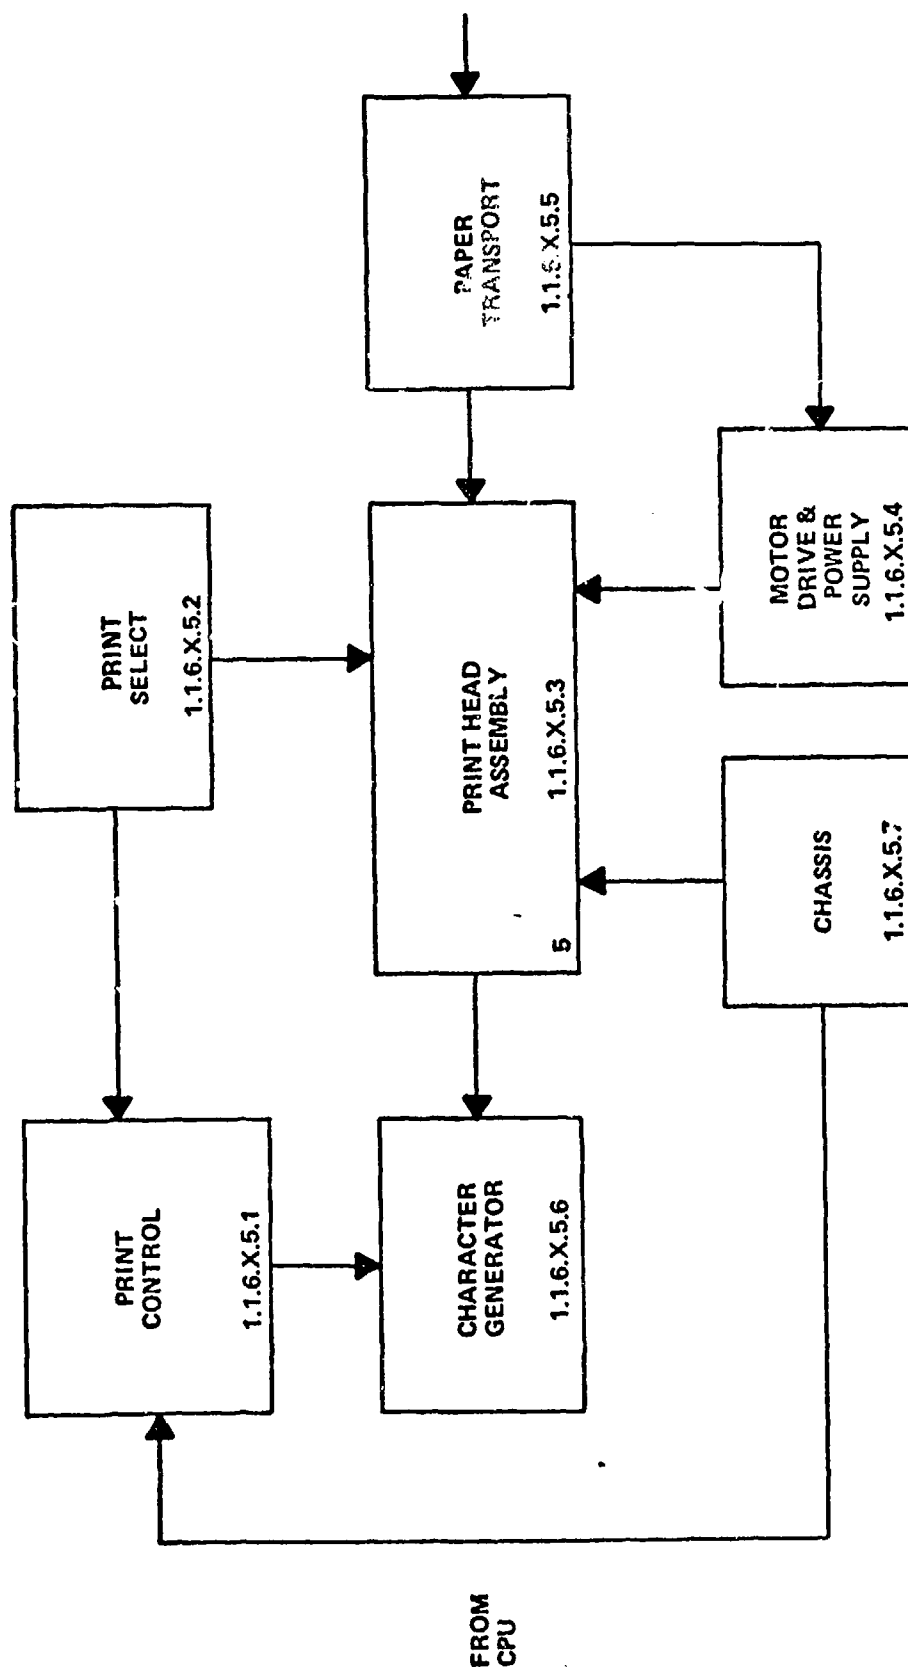 FROM
CPU
PRINT
CONTROL
1.1.6.X.5.1
PRINT
SELECT
1.1.6.X.5.2
CHARACTER
GENERATOR
1.1.6.X.5.6
PRINT HEAD
ASSEMBLY
1.1.6.X.5.3
5
PAPER
TRANSPORT
1.1.6.X.5.5
CHASSIS
1.1.6.X.5.7
MOTOR
DRIVE &
POWER
SUPPLY
1.1.6.X.5.4